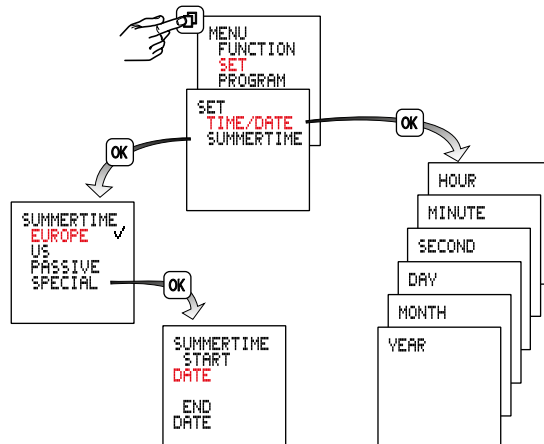 MENU
FUNCTION
SET
PROGRAM
SET
TIME/DATE
SUMMERTIME
OK
OK
SUMMERTIME
EUROPE ✓
US
PASSIVE
SPECIAL
OK
SUMMERTIME
START
DATE
END
DATE
HOUR
MINUTE
SECOND
DAY
MONTH
YEAR